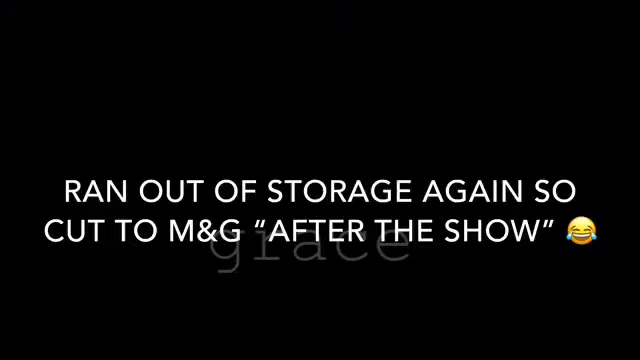 RAN OUT OF STORAGE AGAIN SO
CUT TO M&G “AFTER THE SHOW” 😂
grace